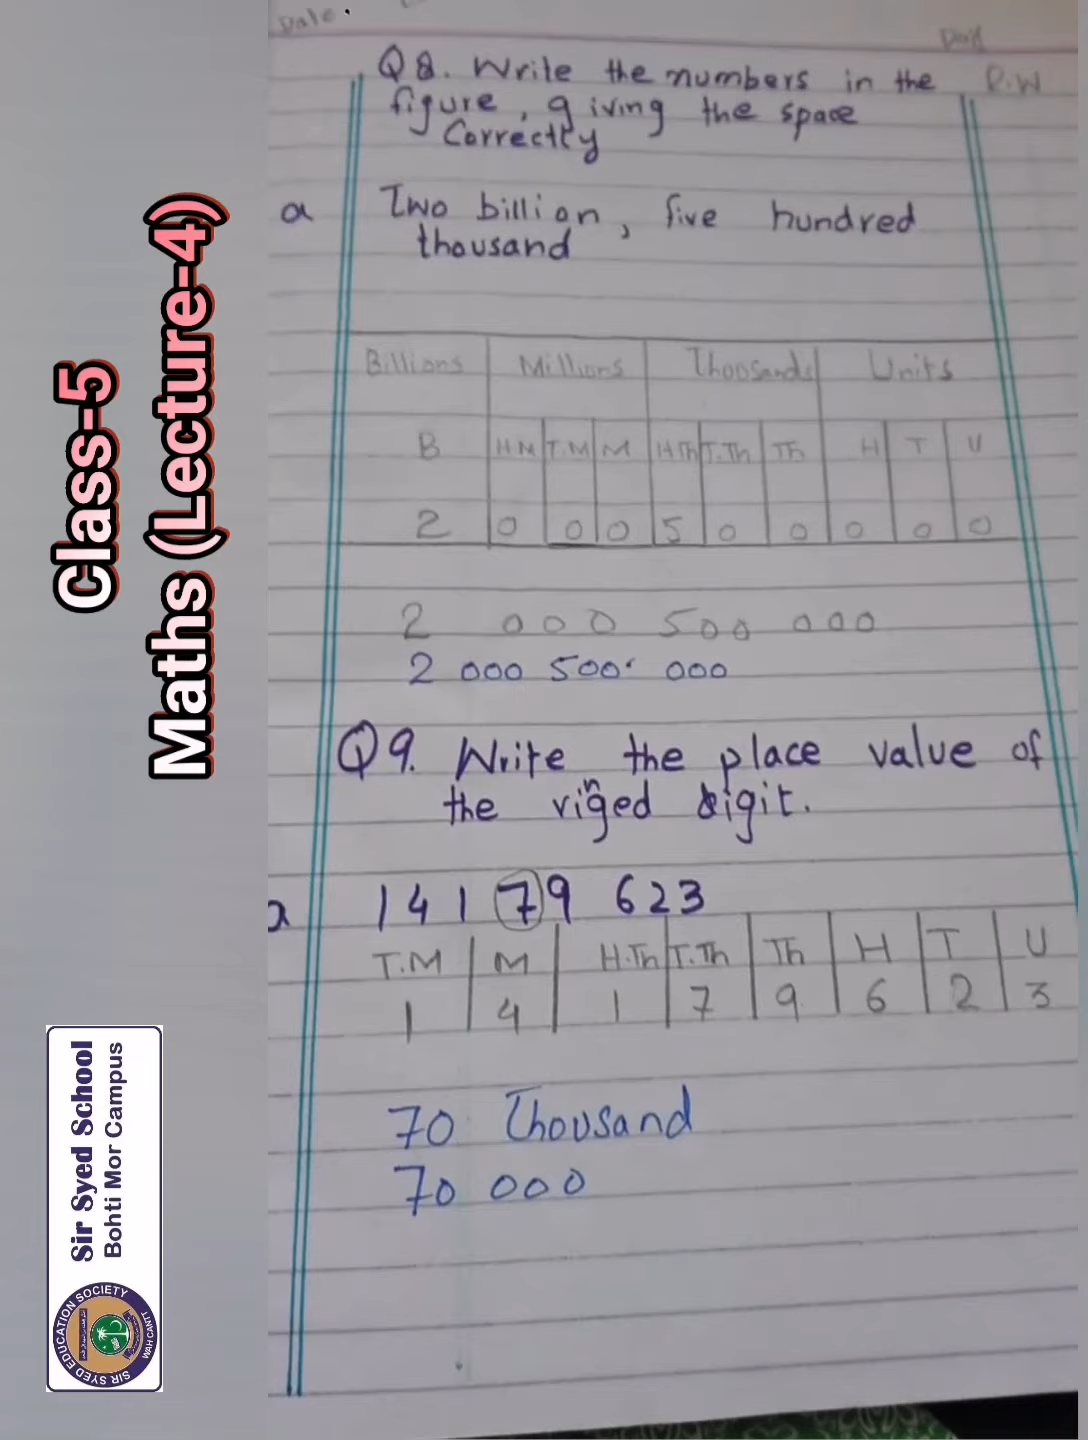 Class-5
Maths (Lecture-4)
Sir Syed School
Bohti Mor Campus
SIR SYED EDUCATION SOCIETY
WAH CANTT
Date.
Day
Q8. Write the numbers in the R.W
figure, giving the space
Correctly
a Two billion, five hundred
thousand
Billions Millions Thoosands Units
B H.M T.M M H.Th T.Th Th H T U
2 0 0 0 5 0 0 0 0 0
2 000 500 000
2 000 500 000
Q9. Write the place value of
the ringed digit.
a 141 79 623
T.M M H.Th T.Th Th H T U
1 4 1 7 9 6 2 3
70 Thousand
70 000